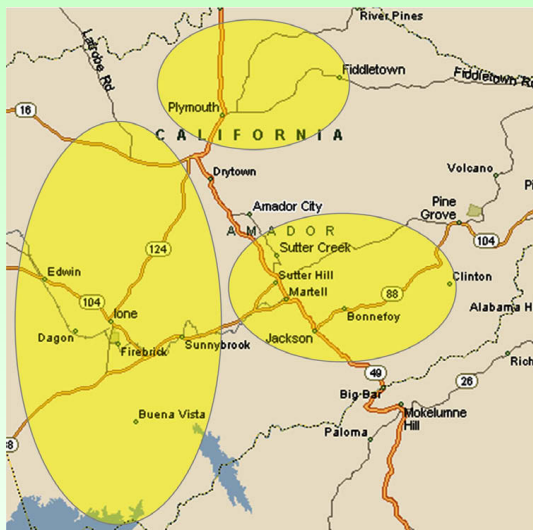 River Pines
Latrobe Rd
Fiddletown
Fiddletown
16
Plymouth
CALIFORNIA
Drytown
Volcano
Amador City
Pine
Grove
AMADOR
104
124
Sutter Creek
Edwin
Sutter Hill
Clinton
104
Martell
88
Ione
Bonnefoy
Alabama
Dagon
Jackson
Firebrick
Sunnybrook
49
26
Big Bar
Buena Vista
Mokelumne
Hill
Paloma